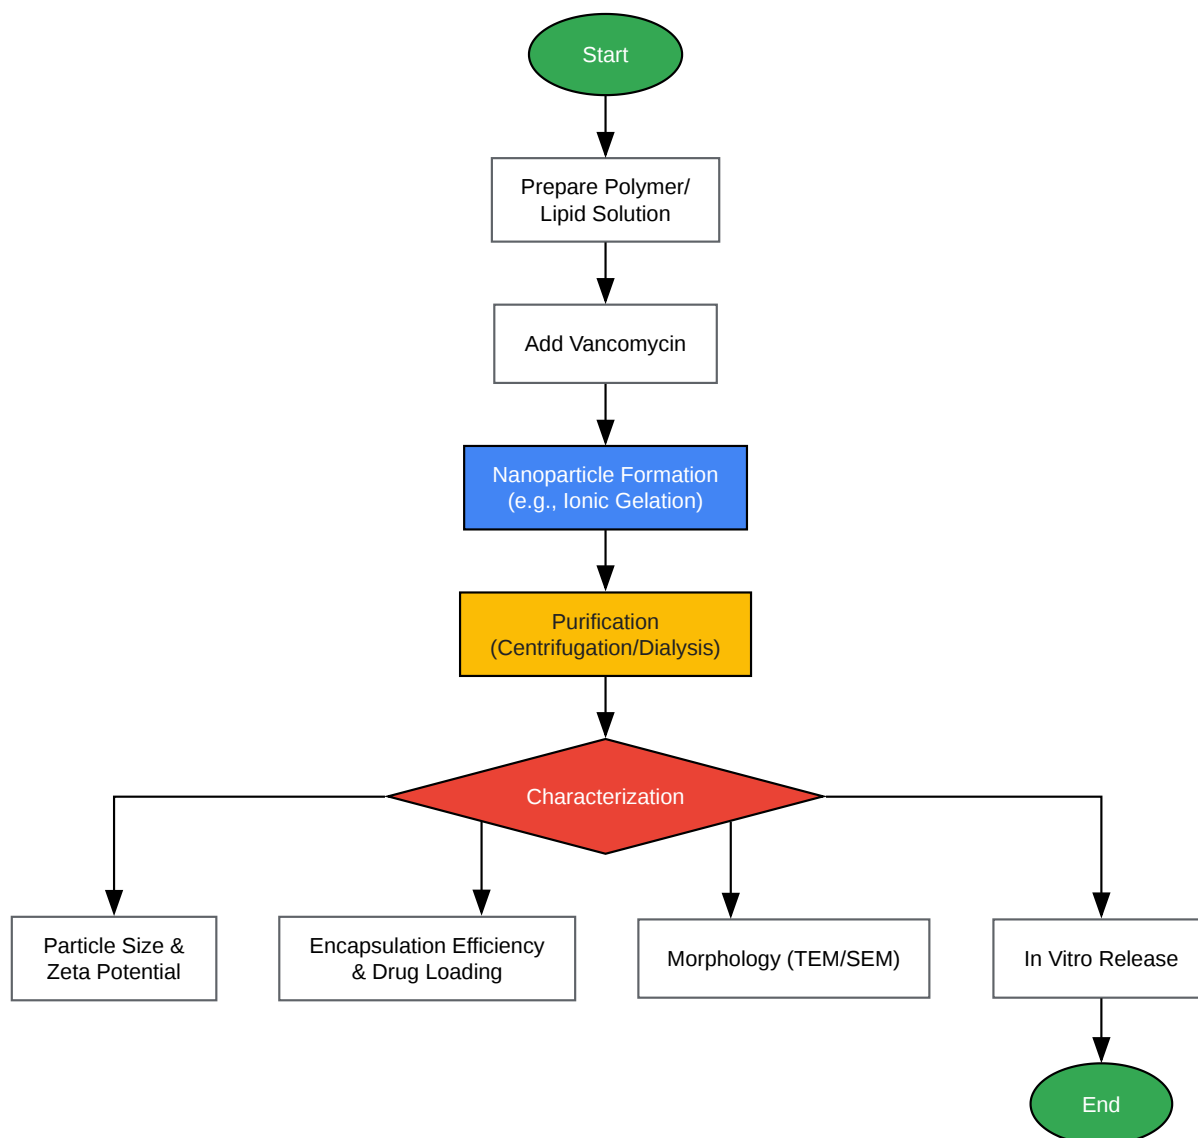 Start
Prepare Polymer/
Lipid Solution
Add Vancomycin
Nanoparticle Formation
(e.g., Ionic Gelation)
Purification
(Centrifugation/Dialysis)
Characterization
Particle Size &
Zeta Potential
Encapsulation Efficiency
& Drug Loading
Morphology (TEM/SEM)
In Vitro Release
End